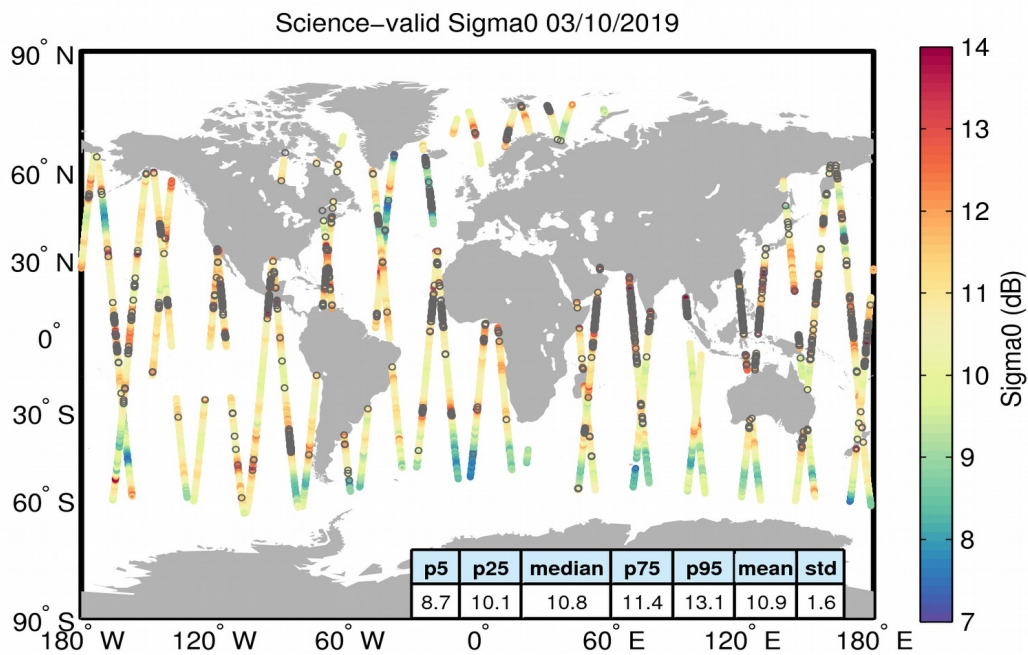 Science–valid Sigma0 03/10/2019
90° N
60° N
30° N
0°
30° S
60° S
90° S
180° W 120° W 60° W 0° 60° E 120° E 180° E
p5 p25 median p75 p95 mean std
8.7 10.1 10.8 11.4 13.1 10.9 1.6
14
13
12
11
10
9
8
7
Sigma0 (dB)